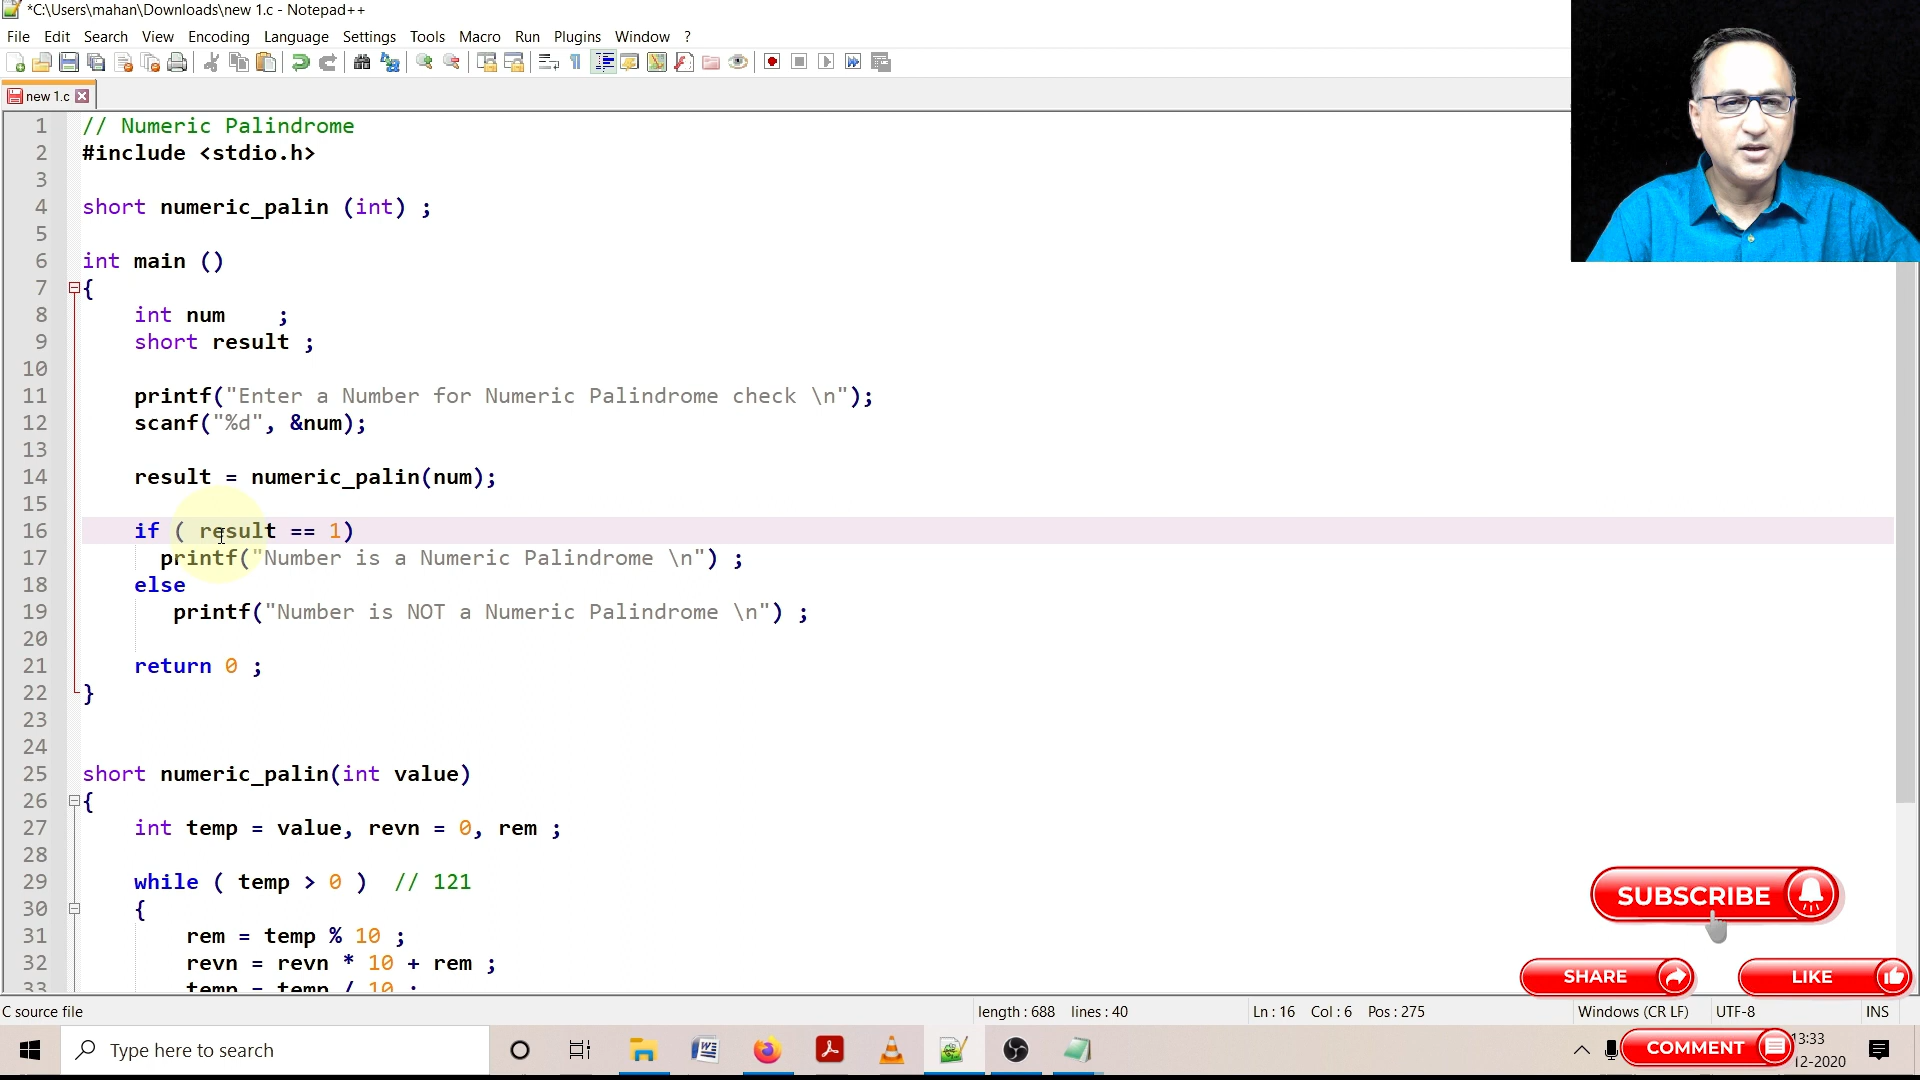 *C:\Users\mahan\Downloads\new 1.c - Notepad++
File Edit Search View Encoding Language Settings Tools Macro Run Plugins Window ?
new 1.c
1 // Numeric Palindrome
2 #include <stdio.h>
3
4 short numeric_palin (int) ;
5
6 int main ()
7 {
8 int num ;
9 short result ;
10
11 printf("Enter a Number for Numeric Palindrome check \n");
12 scanf("%d", &num);
13
14 result = numeric_palin(num);
15
16 if ( result == 1)
17 printf("Number is a Numeric Palindrome \n") ;
18 else
19 printf("Number is NOT a Numeric Palindrome \n") ;
20
21 return 0 ;
22 }
23
24
25 short numeric_palin(int value)
26 {
27 int temp = value, revn = 0, rem ;
28
29 while ( temp > 0 ) // 121
30 {
31 rem = temp % 10 ;
32 revn = revn * 10 + rem ;
33 temp = temp / 10 ;
SUBSCRIBE
SHARE LIKE
C source file length : 688 lines : 40 Ln : 16 Col : 6 Pos : 275 Windows (CR LF) UTF-8 INS
Type here to search
COMMENT
13:33
12-2020